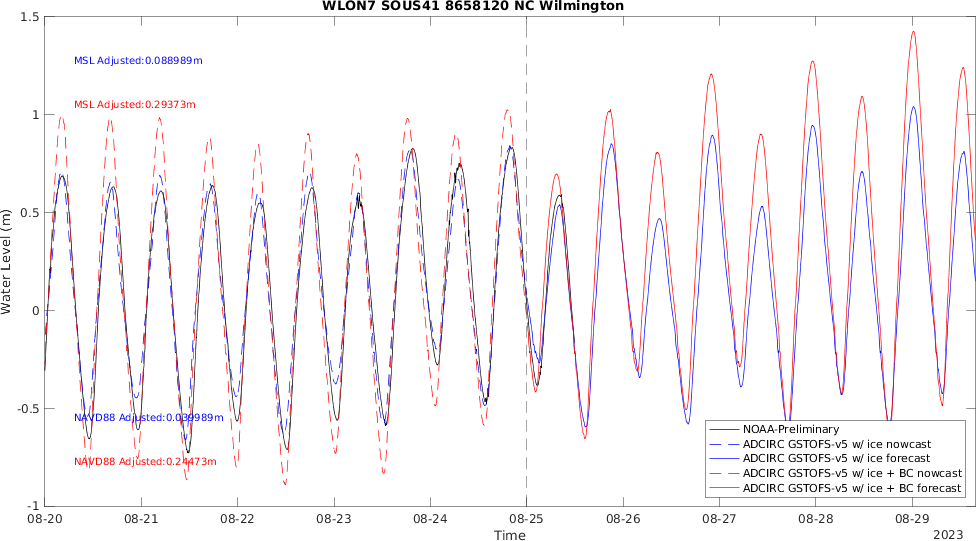 WLON7 SOUS41 8658120 NC Wilmington
1.5
MSL Adjusted:0.088989m
MSL Adjusted:0.29373m
1
0.5
Water Level (m)
0
-0.5
NAVD88 Adjusted:0.039989m
NAVD88 Adjusted:0.24473m
-1
NOAA-Preliminary
ADCIRC GSTOFS-v5 w/ ice nowcast
ADCIRC GSTOFS-v5 w/ ice forecast
ADCIRC GSTOFS-v5 w/ ice + BC nowcast
ADCIRC GSTOFS-v5 w/ ice + BC forecast
08-20 08-21 08-22 08-23 08-24 08-25 08-26 08-27 08-28 08-29
Time
2023